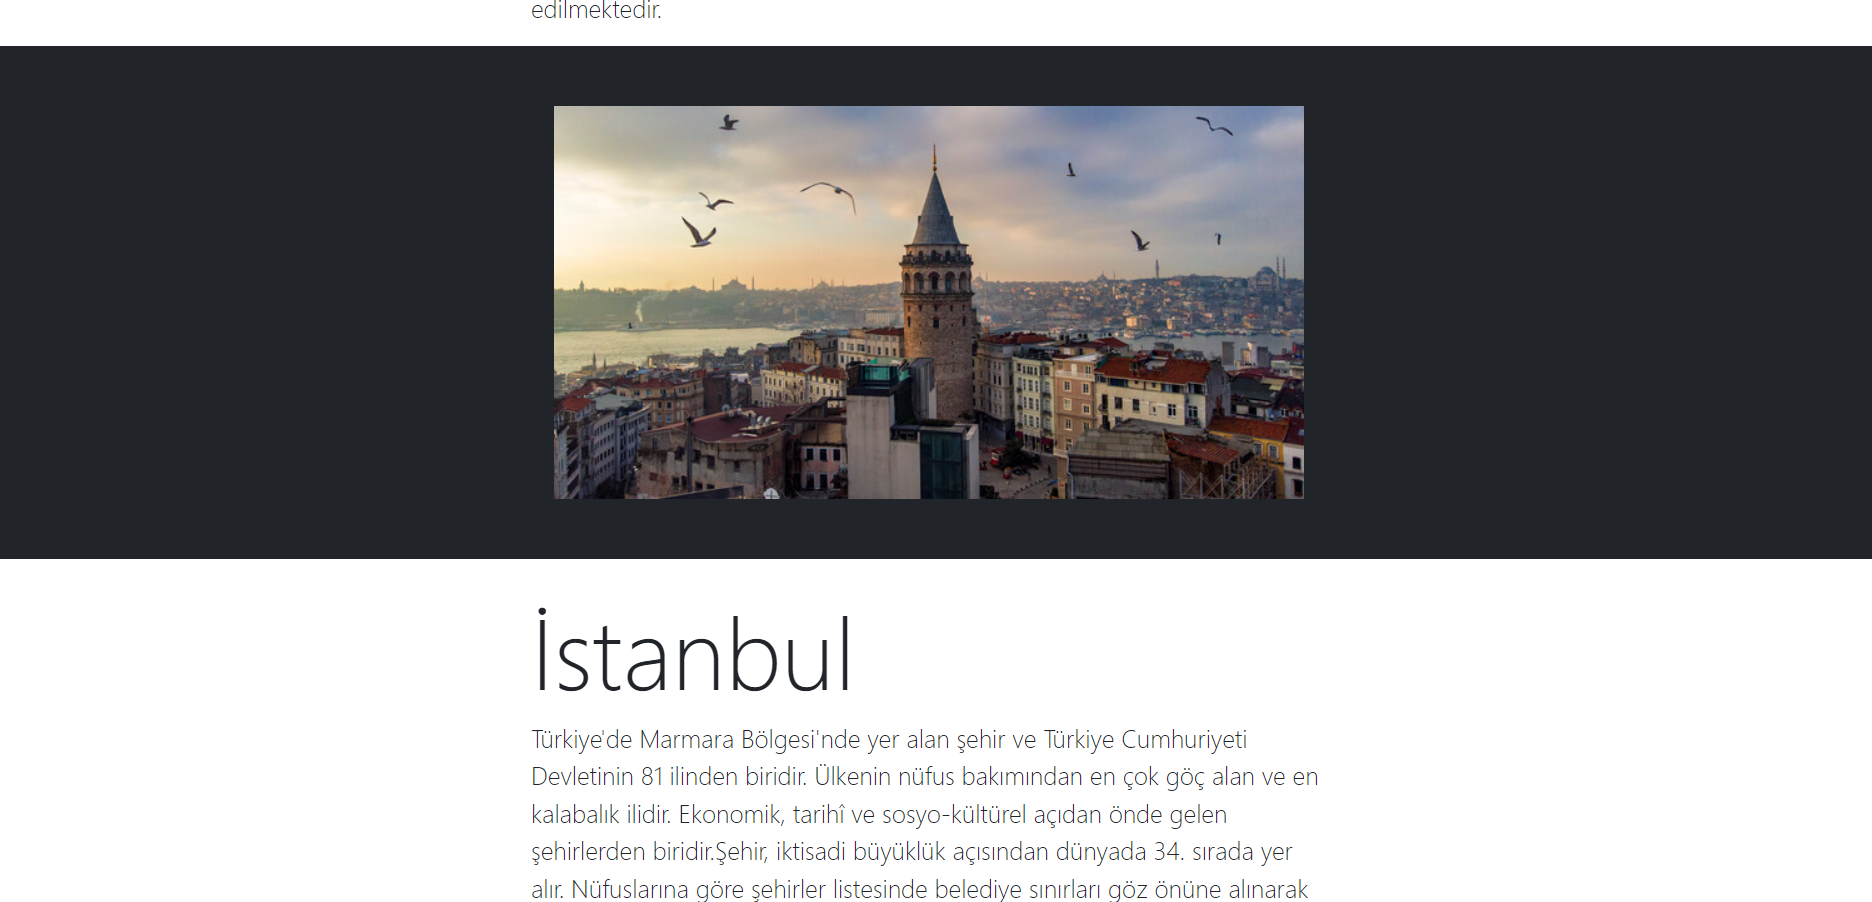 edilmektedir.
İstanbul
Türkiye'de Marmara Bölgesi'nde yer alan şehir ve Türkiye Cumhuriyeti
Devletinin 81 ilinden biridir. Ülkenin nüfus bakımından en çok göç alan ve en
kalabalık ilidir. Ekonomik, tarihî ve sosyo-kültürel açıdan önde gelen
şehirlerden biridir.Şehir, iktisadi büyüklük açısından dünyada 34. sırada yer
alır. Nüfuslarına göre şehirler listesinde belediye sınırları göz önüne alınarak